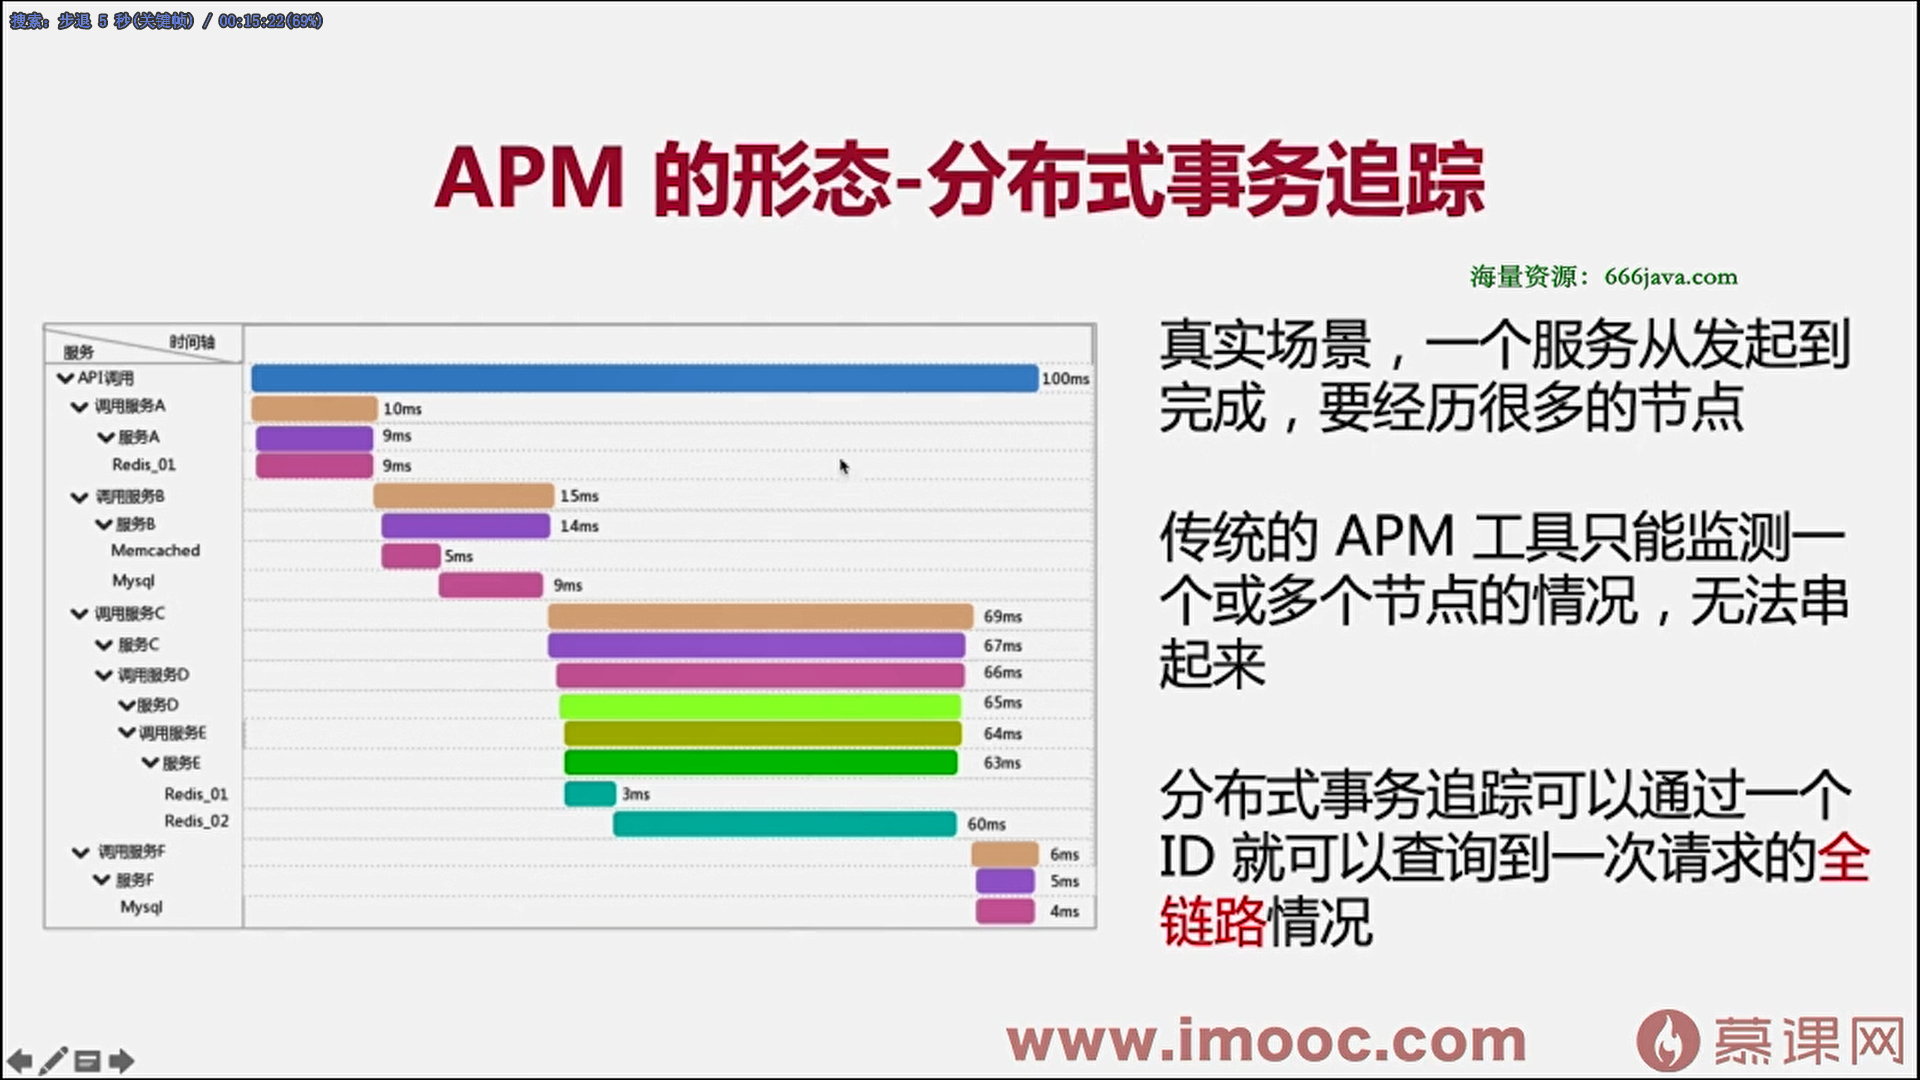 搜索: 步退 5 秒(关键帧) / 00:15:22(69%)
APM 的形态-分布式事务追踪
海量资源：666java.com
时间轴
服务
API调用 100ms
调用服务A 10ms
服务A 9ms
Redis_01 9ms
调用服务B 15ms
服务B 14ms
Memcached 5ms
Mysql 9ms
调用服务C 69ms
服务C 67ms
调用服务D 66ms
服务D 65ms
调用服务E 64ms
服务E 63ms
Redis_01 3ms
Redis_02 60ms
调用服务F 6ms
服务F 5ms
Mysql 4ms
真实场景，一个服务从发起到
完成，要经历很多的节点
传统的 APM 工具只能监测一
个或多个节点的情况，无法串
起来
分布式事务追踪可以通过一个
ID 就可以查询到一次请求的全
链路情况
www.imooc.com
慕课网